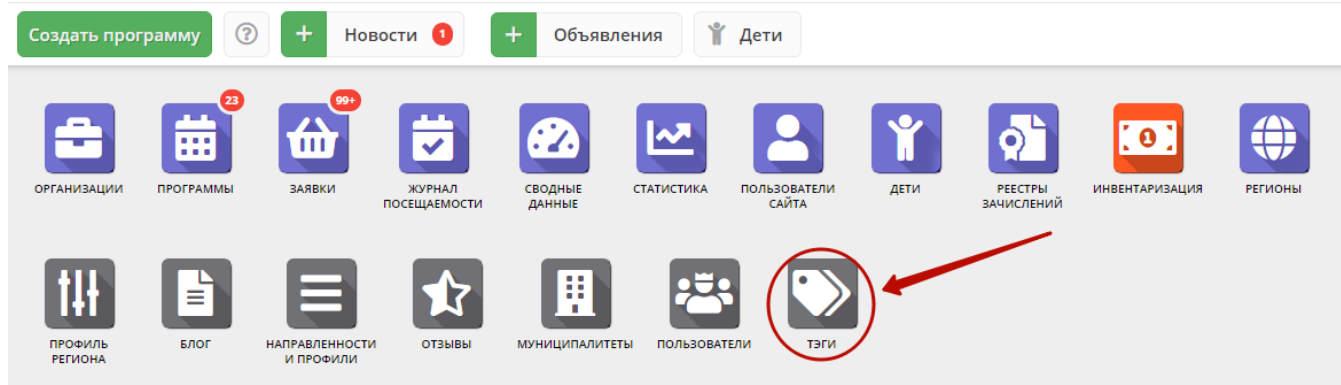 Создать программу ? + Новости 1 + Объявления Дети
23 99+
1
ОРГАНИЗАЦИИ ПРОГРАММЫ ЗАЯВКИ ЖУРНАЛ СВОДНЫЕ СТАТИСТИКА ПОЛЬЗОВАТЕЛИ ДЕТИ РЕЕСТРЫ ИНВЕНТАРИЗАЦИЯ РЕГИОНЫ
ПОСЕЩАЕМОСТИ ДАННЫЕ САЙТА ЗАЧИСЛЕНИЙ
ПРОФИЛЬ БЛОГ НАПРАВЛЕННОСТИ ОТЗЫВЫ МУНИЦИПАЛИТЕТЫ ПОЛЬЗОВАТЕЛИ ТЭГИ
РЕГИОНА И ПРОФИЛИ